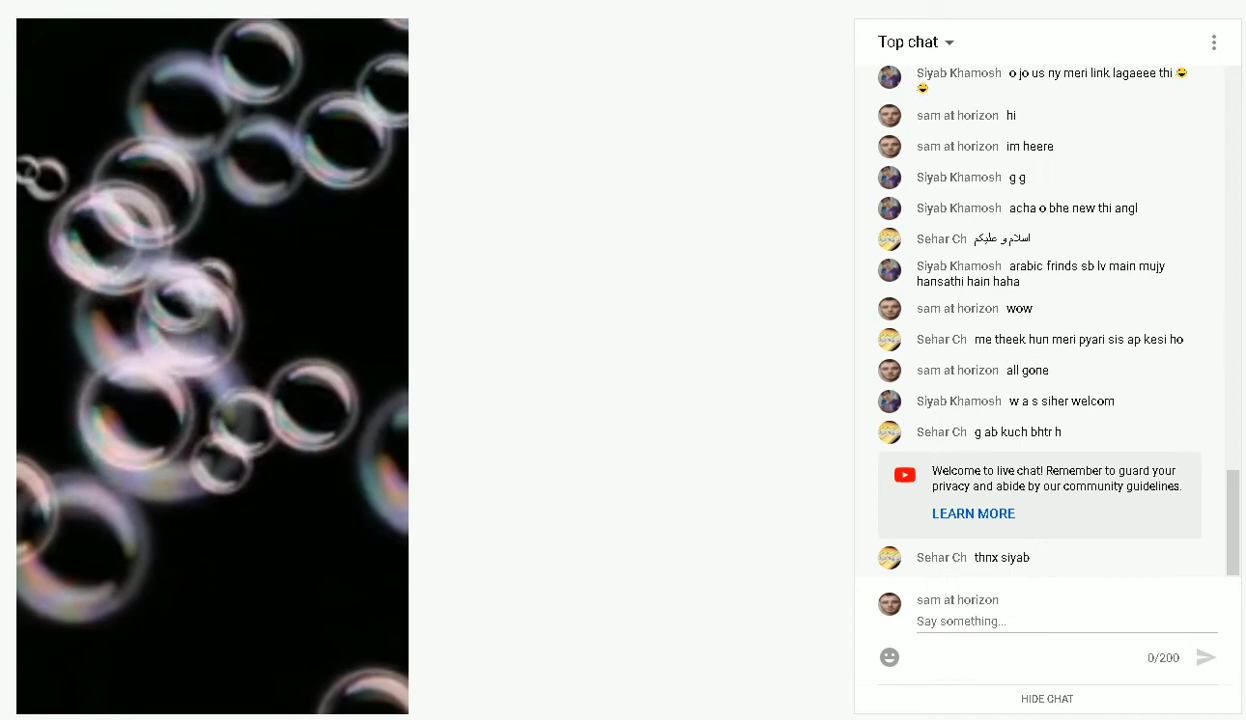 Top chat
Siyab Khamosh o jo us ny meri link lagaeee thi 😂
😂
sam at horizon hi
sam at horizon im heere
Siyab Khamosh g g
Siyab Khamosh acha o bhe new thi angl
Sehar Ch اسلام و علیکم
Siyab Khamosh arabic frinds sb lv main mujy
hansathi hain haha
sam at horizon wow
Sehar Ch me theek hun meri pyari sis ap kesi ho
sam at horizon all gone
Siyab Khamosh w a s siher welcom
Sehar Ch g ab kuch bhtr h
Welcome to live chat! Remember to guard your
privacy and abide by our community guidelines.
LEARN MORE
Sehar Ch thnx siyab
sam at horizon
Say something...
0/200
HIDE CHAT